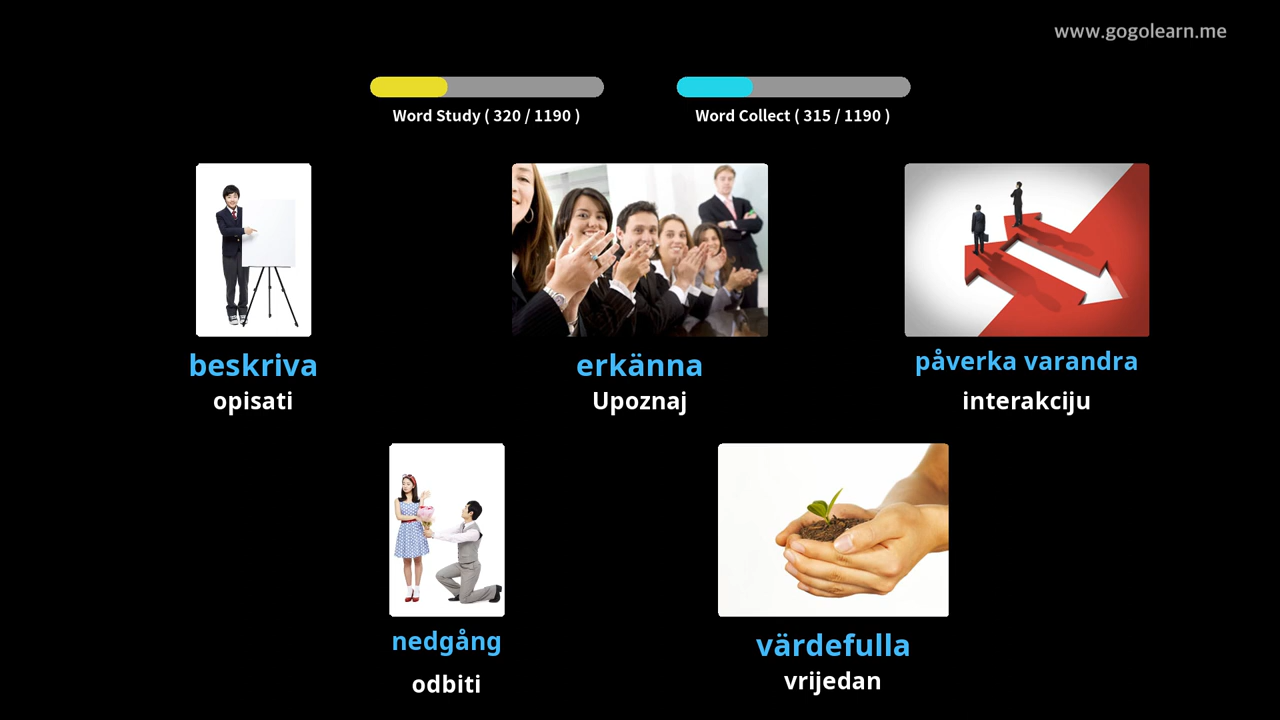 www.gogolearn.me
Word Study ( 320 / 1190 )
Word Collect ( 315 / 1190 )
beskriva
opisati
erkänna
Upoznaj
påverka varandra
interakciju
nedgång
odbiti
värdefulla
vrijedan